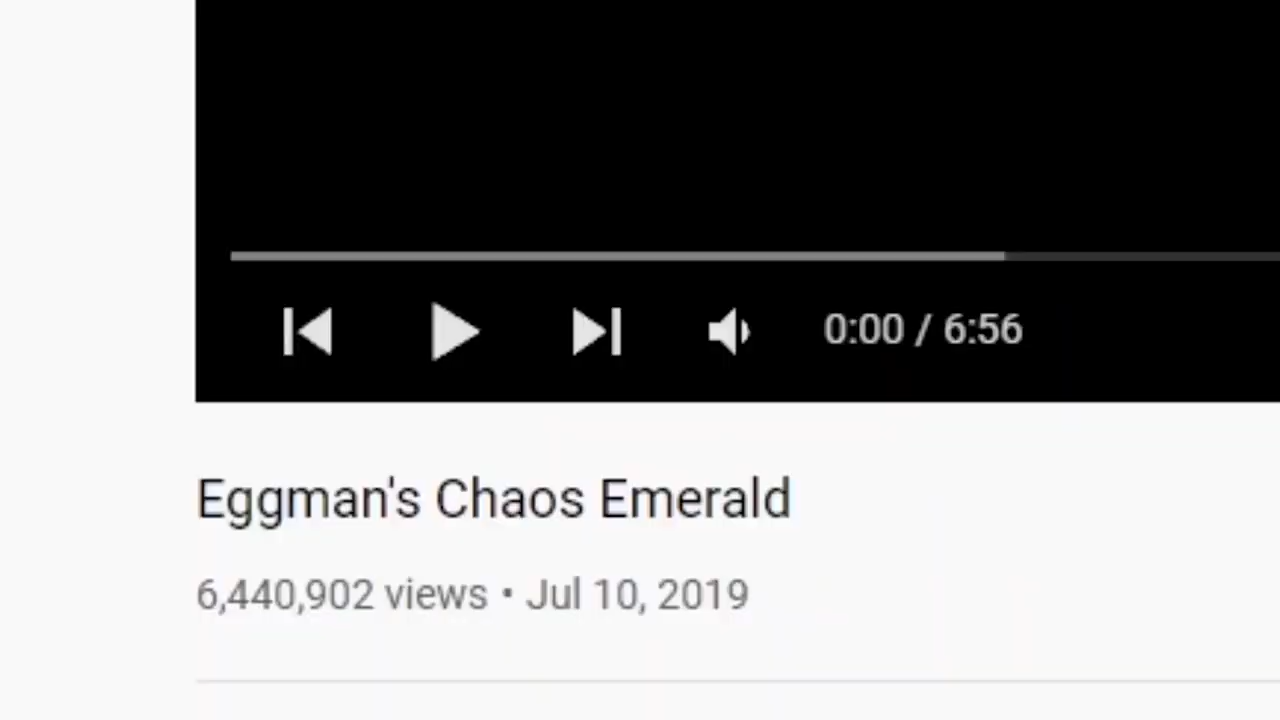 0:00 / 6:56
Eggman's Chaos Emerald
6,440,902 views • Jul 10, 2019